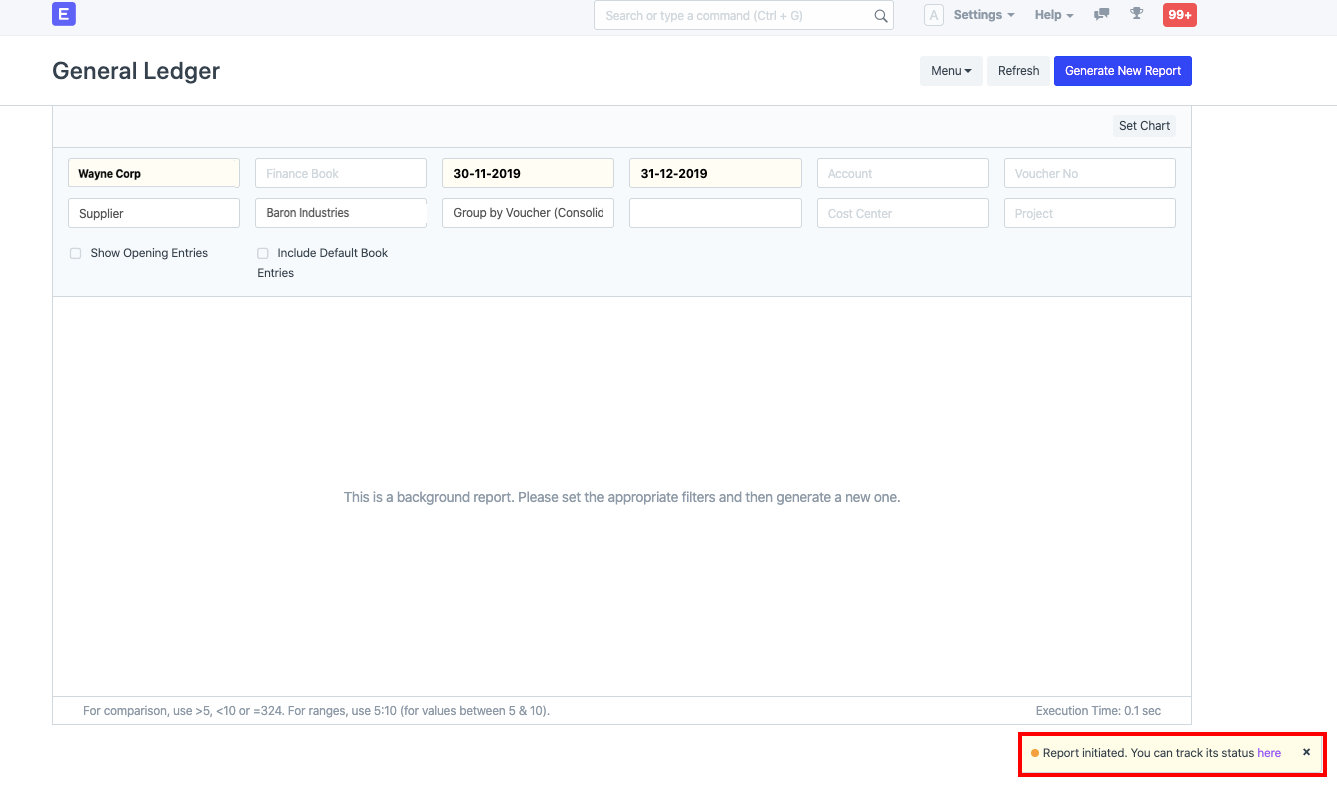 E
Search or type a command (Ctrl + G)
A
Settings
Help
99+
General Ledger
Menu
Refresh
Generate New Report
Set Chart
Wayne Corp
Finance Book
30-11-2019
31-12-2019
Account
Voucher No
Supplier
Baron Industries
Group by Voucher (Consolid
Cost Center
Project
Show Opening Entries
Include Default Book
Entries
This is a background report. Please set the appropriate filters and then generate a new one.
For comparison, use >5, <10 or =324. For ranges, use 5:10 (for values between 5 & 10).
Execution Time: 0.1 sec
Report initiated. You can track its status here
×